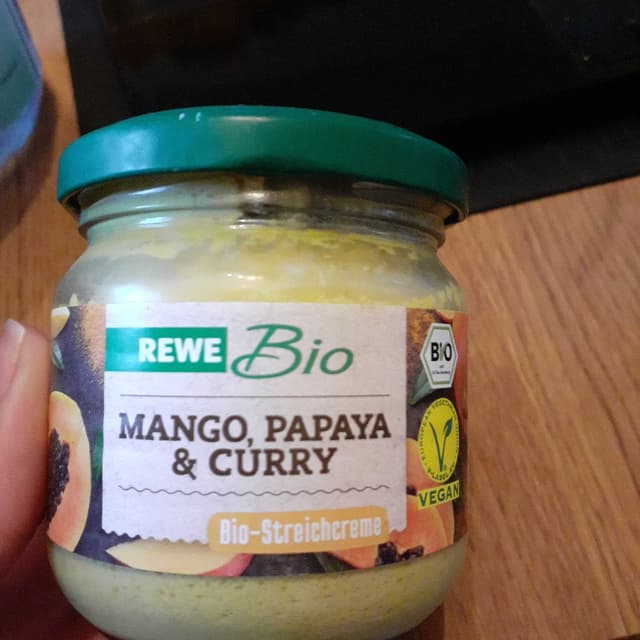 REWE Bio
BIO
MANGO, PAPAYA
& CURRY
VEGAN
Bio-Streichcreme